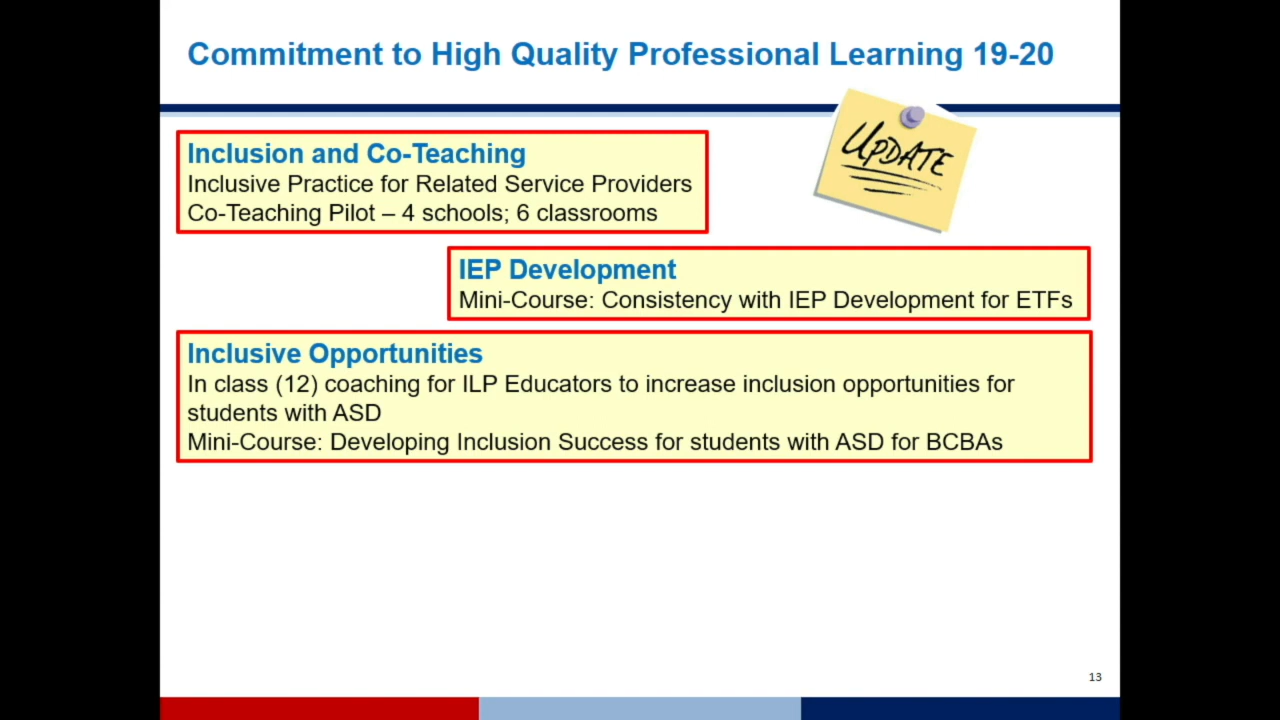 Commitment to High Quality Professional Learning 19-20
UPDATE
Inclusion and Co-Teaching
Inclusive Practice for Related Service Providers
Co-Teaching Pilot – 4 schools; 6 classrooms
IEP Development
Mini-Course: Consistency with IEP Development for ETFs
Inclusive Opportunities
In class (12) coaching for ILP Educators to increase inclusion opportunities for
students with ASD
Mini-Course: Developing Inclusion Success for students with ASD for BCBAs
13